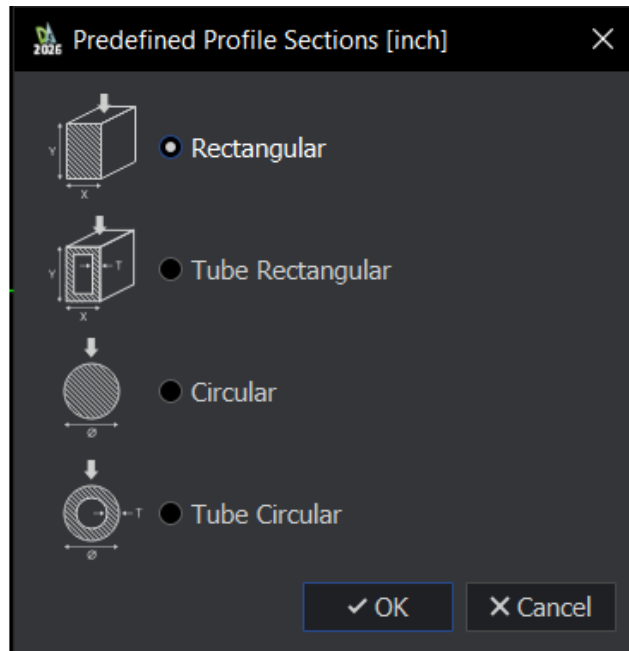 2026 Predefined Profile Sections [inch]
Y
X
Rectangular
Y
T
X
Tube Rectangular
Ø
Circular
T
Ø
Tube Circular
OK
Cancel